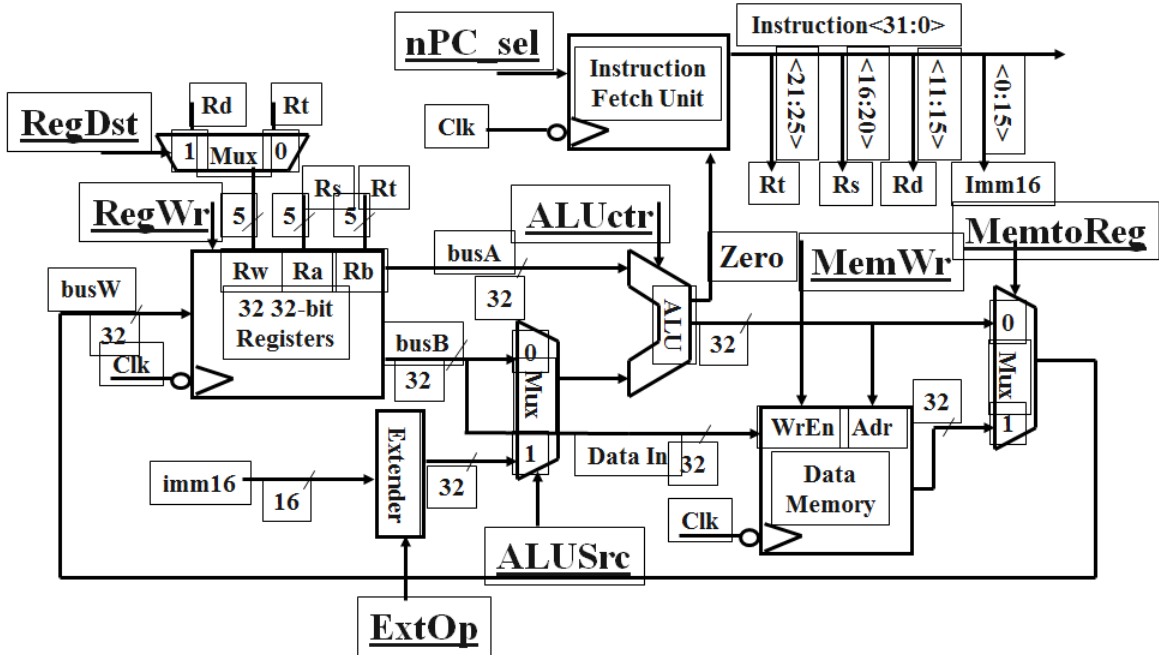 nPC_sel
Instruction<31:0>
Instruction
Fetch Unit
<21:25>
<16:20>
<11:15>
<0:15>
Rd
Rt
Clk
RegDst
1
Mux
0
Rt
Rs
Rd
Imm16
Rs
Rt
RegWr
5
5
5
ALUctr
MemtoReg
busA
Zero
MemWr
Rw
Ra
Rb
32
busW
32
32 32-bit
Registers
ALU
32
0
Mux
1
busB
32
Clk
0
Mux
1
32
WrEn
Adr
Data In
32
Extender
imm16
16
32
Data
Memory
Clk
ALUSrc
ExtOp